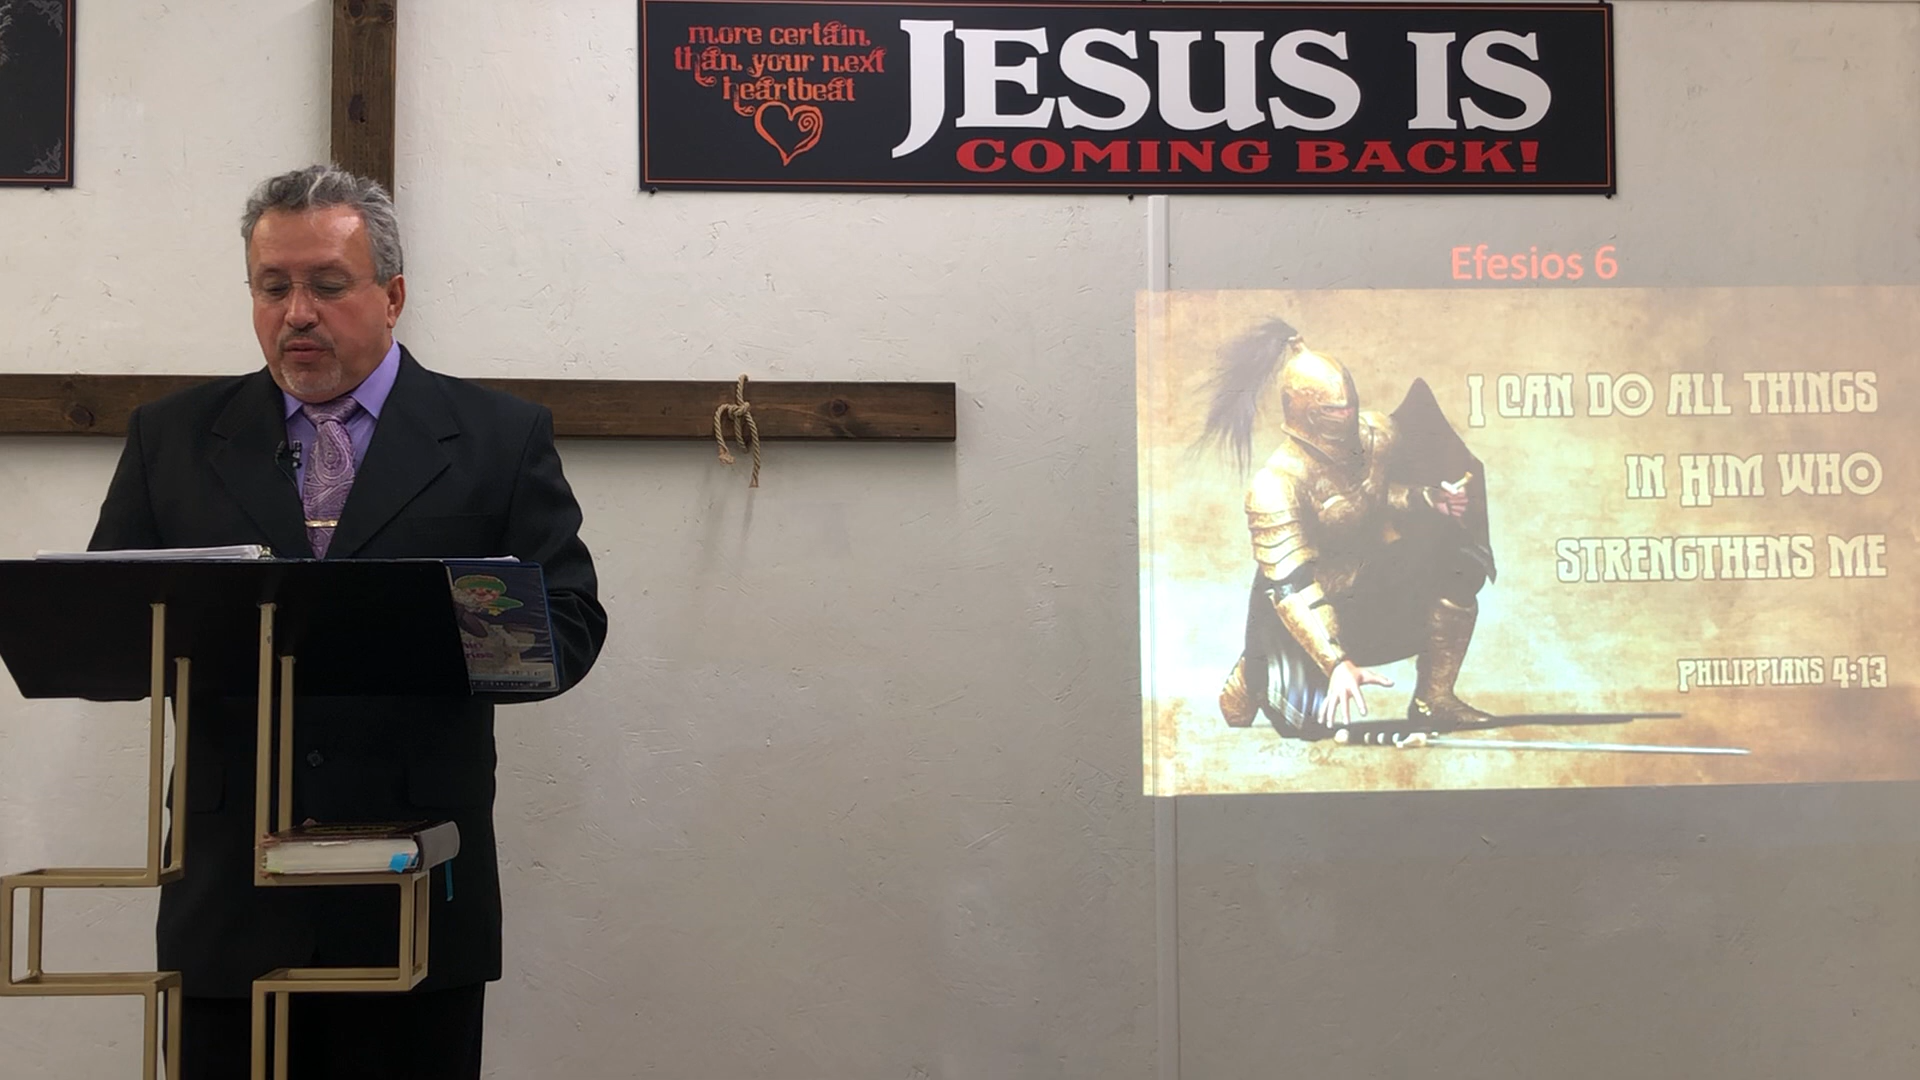 more certain
than your next
heartbeat
JESUS IS
COMING BACK!
Efesios 6
I CAN DO ALL THINGS
IN HIM WHO
STRENGTHENS ME
PHILIPPIANS 4:13